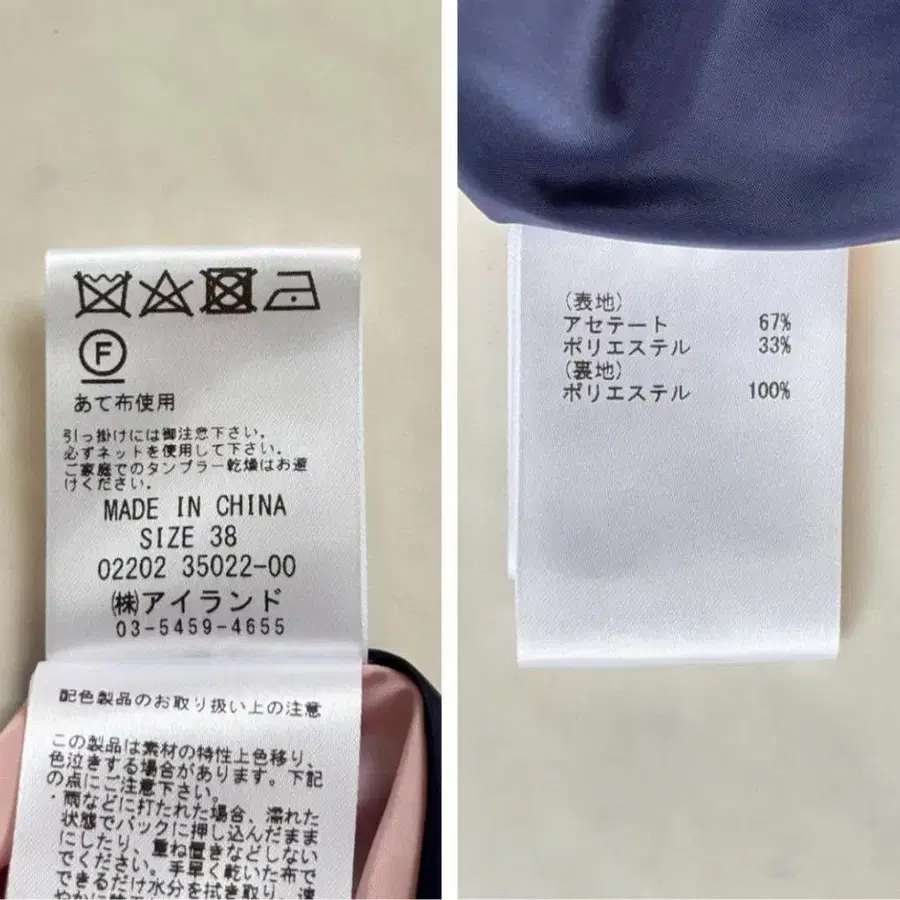 F
あて布使用
引っ掛けには御注意下さい。
必ずネットを使用して下さい。
ご家庭でのタンブラー乾燥はお避
けください。
MADE IN CHINA
SIZE 38
02202 35022-00
㈱アイランド
03-5459-4655
配色製品のお取り扱い上の注意
この製品は素材の特性上色移り、
色泣きする場合があります。下記
の点にご注意下さい。
・雨などに打たれた場合、濡れた
状態でバックに押し込んだまま
にしたり、重ね置きなどしない
でください。手早く乾いた布で
できるだけ水分を拭き取り、速
(表地)
アセテート 67%
ポリエステル 33%
(裏地)
ポリエステル 100%